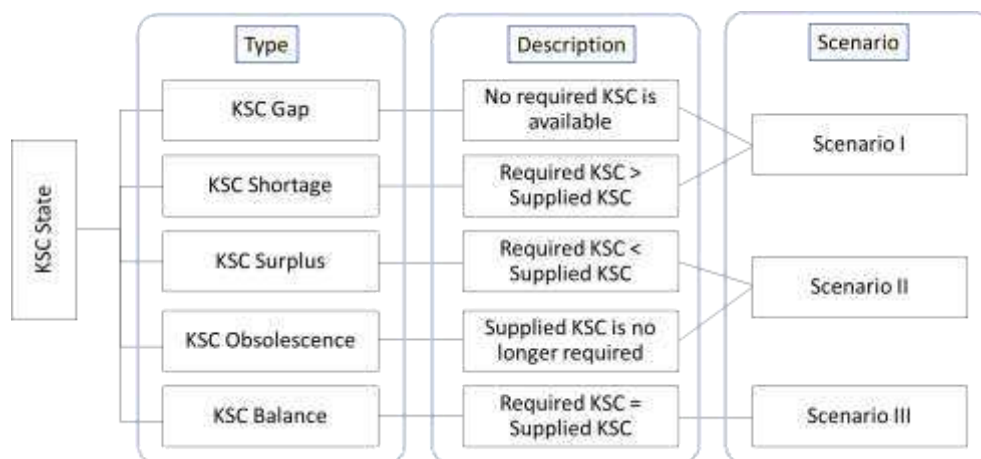 Type
Description
Scenario
KSC State
KSC Gap
No required KSC is
available
Scenario I
KSC Shortage
Required KSC >
Supplied KSC
KSC Surplus
Required KSC <
Supplied KSC
Scenario II
KSC Obsolescence
Supplied KSC is no
longer required
KSC Balance
Required KSC =
Supplied KSC
Scenario III